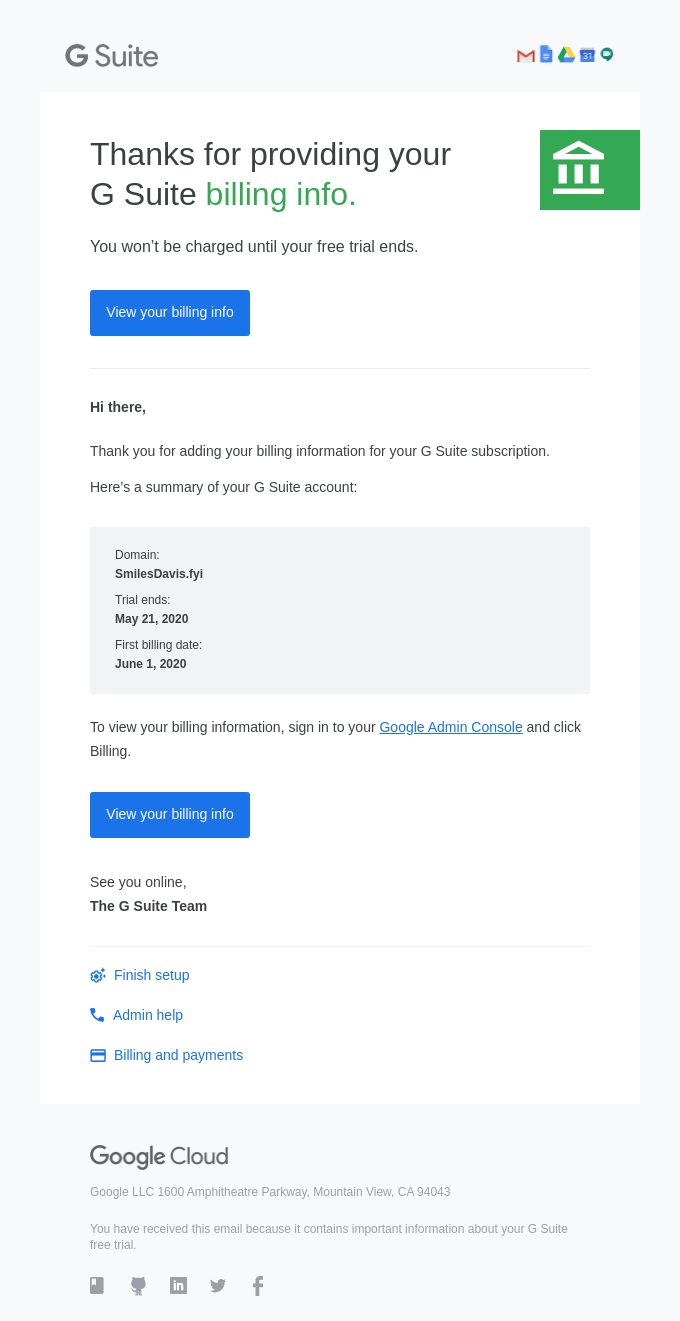 G Suite
31
Thanks for providing your
G Suite billing info.
You won’t be charged until your free trial ends.
View your billing info
Hi there,
Thank you for adding your billing information for your G Suite subscription.
Here’s a summary of your G Suite account:
Domain:
SmilesDavis.fyi
Trial ends:
May 21, 2020
First billing date:
June 1, 2020
To view your billing information, sign in to your Google Admin Console and click
Billing.
View your billing info
See you online,
The G Suite Team
Finish setup
Admin help
Billing and payments
Google Cloud
Google LLC 1600 Amphitheatre Parkway, Mountain View, CA 94043
You have received this email because it contains important information about your G Suite
free trial.
in